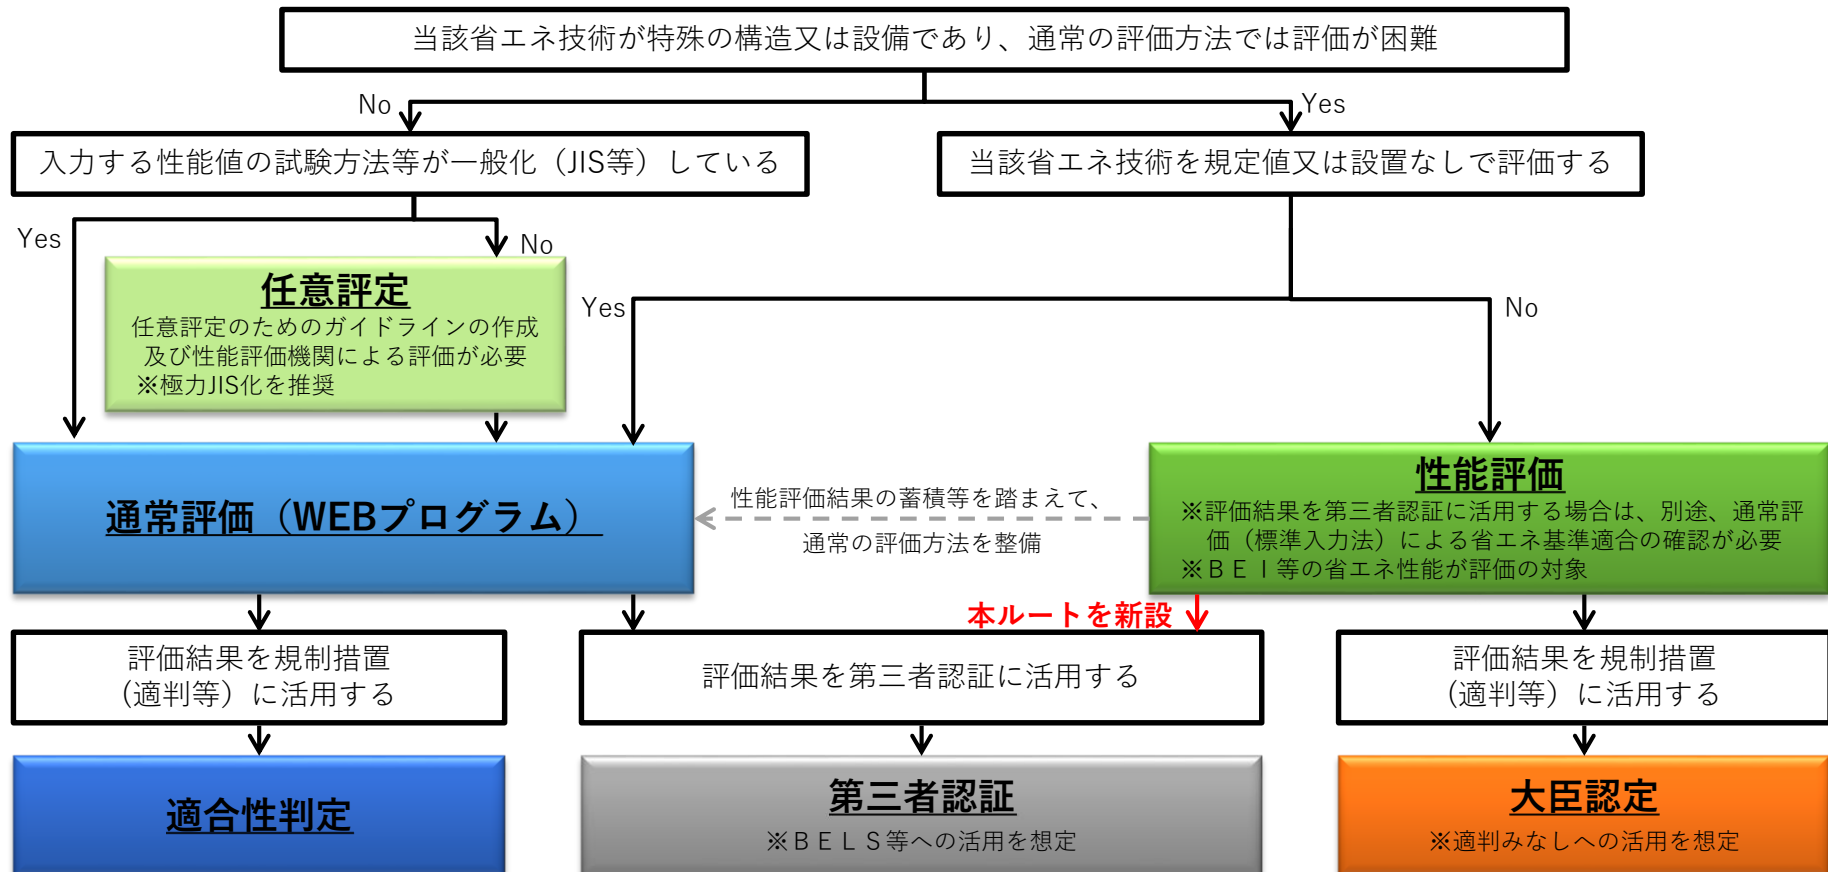 当該省エネ技術が特殊の構造又は設備であり、通常の評価方法では評価が困難
No
Yes
入力する性能値の試験方法等が一般化（JIS等）している
当該省エネ技術を規定値又は設置なしで評価する
Yes
No
任意評定
任意評定のためのガイドラインの作成
及び性能評価機関による評価が必要
※極力JIS化を推奨
Yes
No
通常評価（WEBプログラム）
性能評価結果の蓄積等を踏まえて、
通常の評価方法を整備
性能評価
※評価結果を第三者認証に活用する場合は、別途、通常評
価（標準入力法）による省エネ基準適合の確認が必要
※ＢＥＩ等の省エネ性能が評価の対象
本ルートを新設
評価結果を規制措置
(適判等）に活用する
評価結果を第三者認証に活用する
評価結果を規制措置
(適判等）に活用する
適合性判定
第三者認証
※ＢＥＬＳ等への活用を想定
大臣認定
※適判みなしへの活用を想定